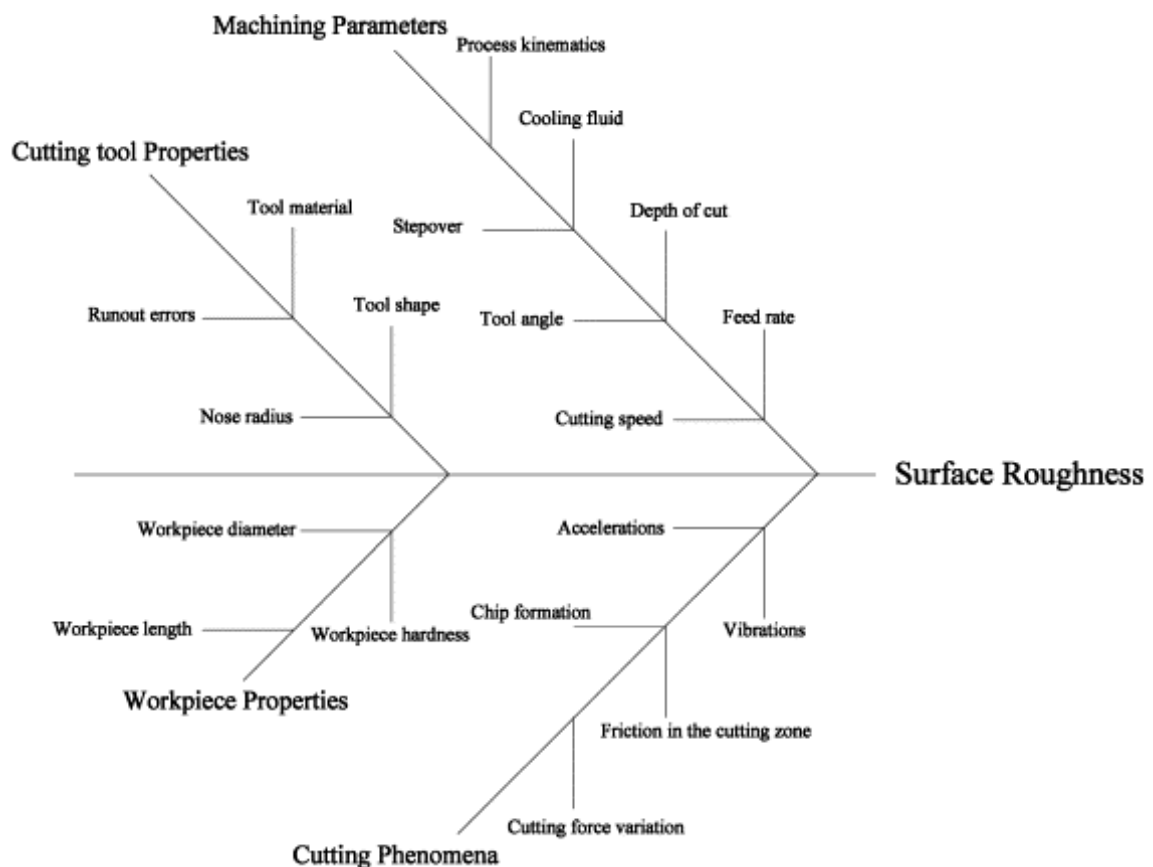 Machining Parameters
Process kinematics
Cooling fluid
Cutting tool Properties
Tool material
Stepover
Depth of cut
Runout errors
Tool shape
Tool angle
Feed rate
Nose radius
Cutting speed
Surface Roughness
Workpiece diameter
Accelerations
Chip formation
Workpiece length
Workpiece hardness
Vibrations
Workpiece Properties
Friction in the cutting zone
Cutting force variation
Cutting Phenomena